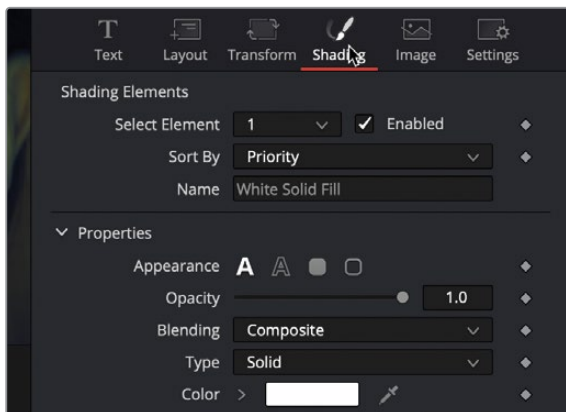 Text Layout Transform Shading Image Settings
Shading Elements
Select Element 1 Enabled
Sort By Priority
Name White Solid Fill
Properties
Appearance A A
Opacity 1.0
Blending Composite
Type Solid
Color